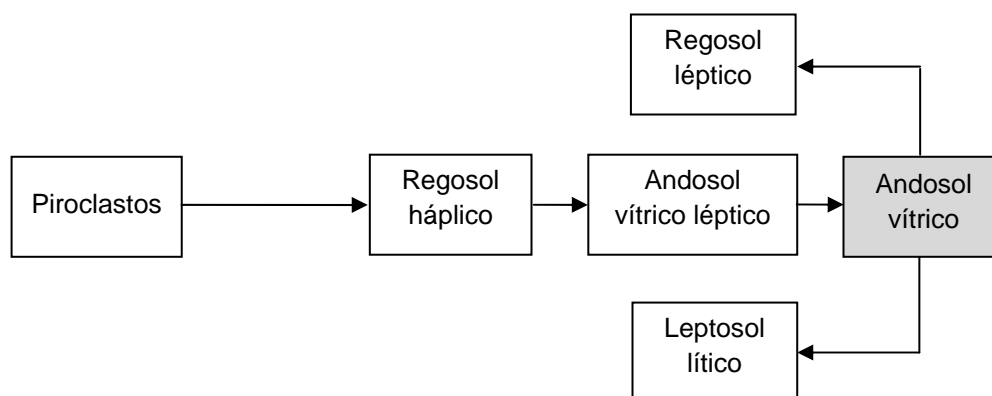 Regosol
léptico
Piroclastos
Regosol
háplico
Andosol
vítrico léptico
Andosol
vítrico
Leptosol
lítico